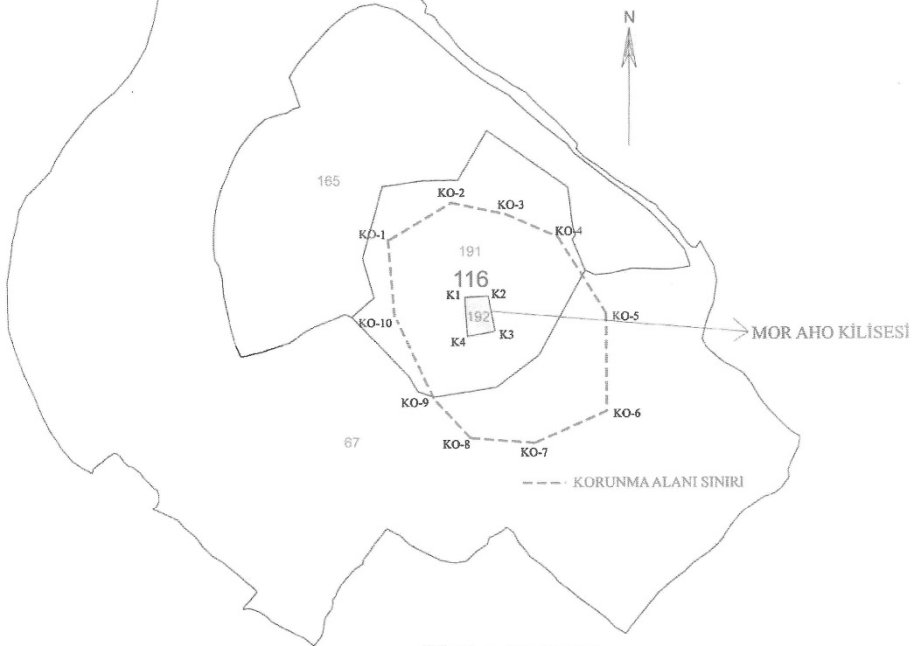 N
165
KO-2
KO-3
KO-1
KO-4
191
116
K1
K2
192
KO-10
K4
K3
KO-5
MOR AHO KİLİSESİ
KO-9
KO-6
67
KO-8
KO-7
KORUNMA ALANI SINIRI